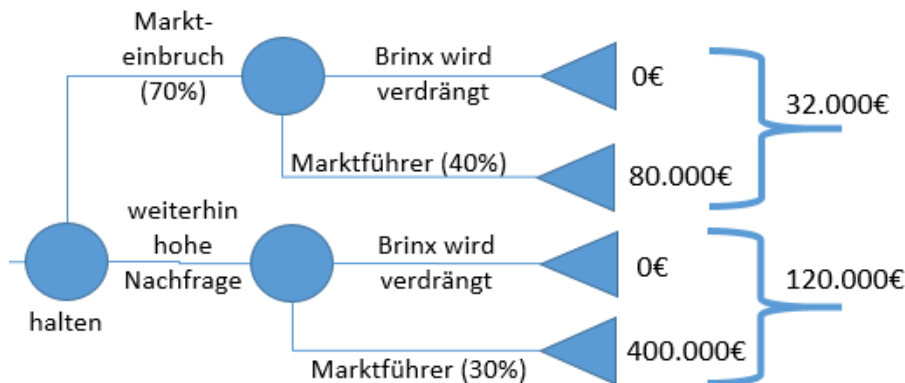 Markt-
einbruch
(70%)
Brinx wird
verdrängt
0€
32.000€
Marktführer (40%)
80.000€
weiterhin
hohe
Nachfrage
halten
Brinx wird
verdrängt
0€
120.000€
Marktführer (30%)
400.000€